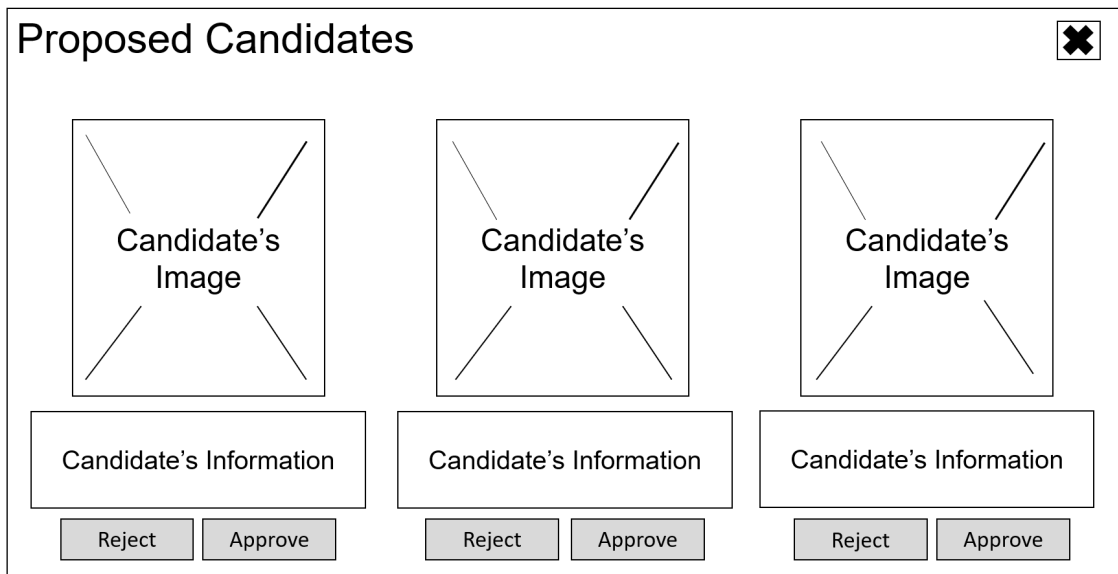 Proposed Candidates
Candidate’s
Image
Candidate’s
Image
Candidate’s
Image
Candidate’s Information
Candidate’s Information
Candidate’s Information
Reject
Approve
Reject
Approve
Reject
Approve